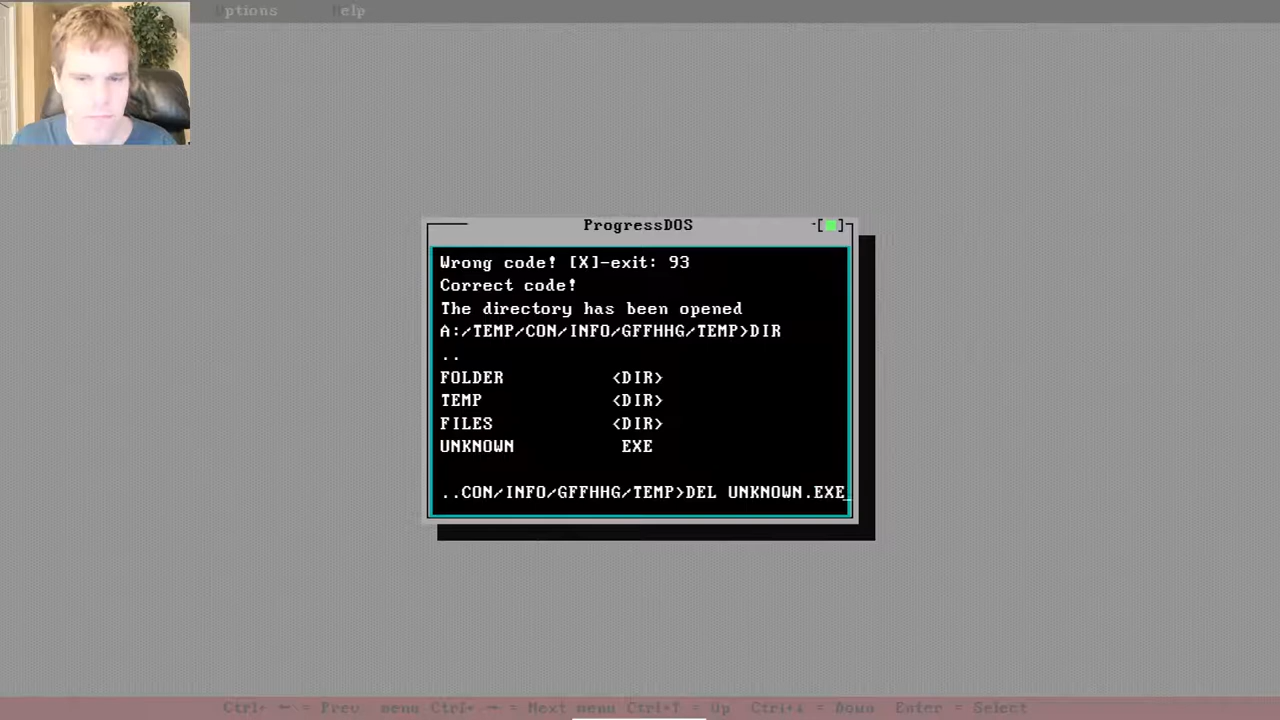 ptions Help
ProgressDOS
Wrong code! [X]-exit: 93
Correct code!
The directory has been opened
A:/TEMP/CON/INFO/GFFHHG/TEMP>DIR
..
FOLDER <DIR>
TEMP <DIR>
FILES <DIR>
UNKNOWN EXE
..CON/INFO/GFFHHG/TEMP>DEL UNKNOWN.EXE_
Ctrl+ ← = Prev menu Ctrl+ → = Next menu Ctrl+↑ = Up Ctrl+↓ = Down Enter = Select